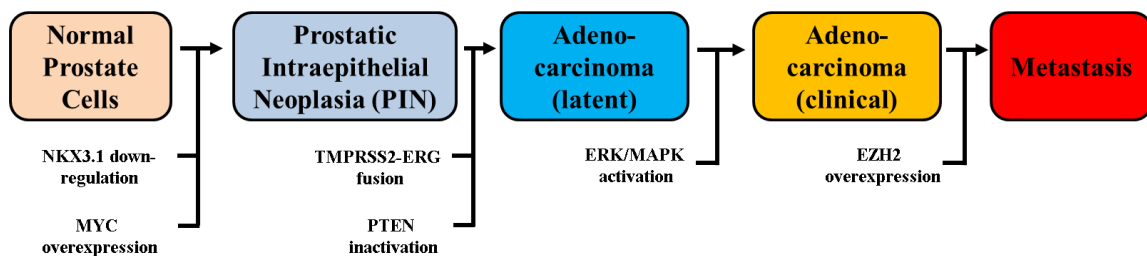 Normal
Prostate
Cells
Prostatic
Intraepithelial
Neoplasia (PIN)
Adeno-
carcinoma
(latent)
Adeno-
carcinoma
(clinical)
Metastasis
NKX3.1 down-
regulation
MYC
overexpression
TMPRSS2-ERG
fusion
PTEN
inactivation
ERK/MAPK
activation
EZH2
overexpression